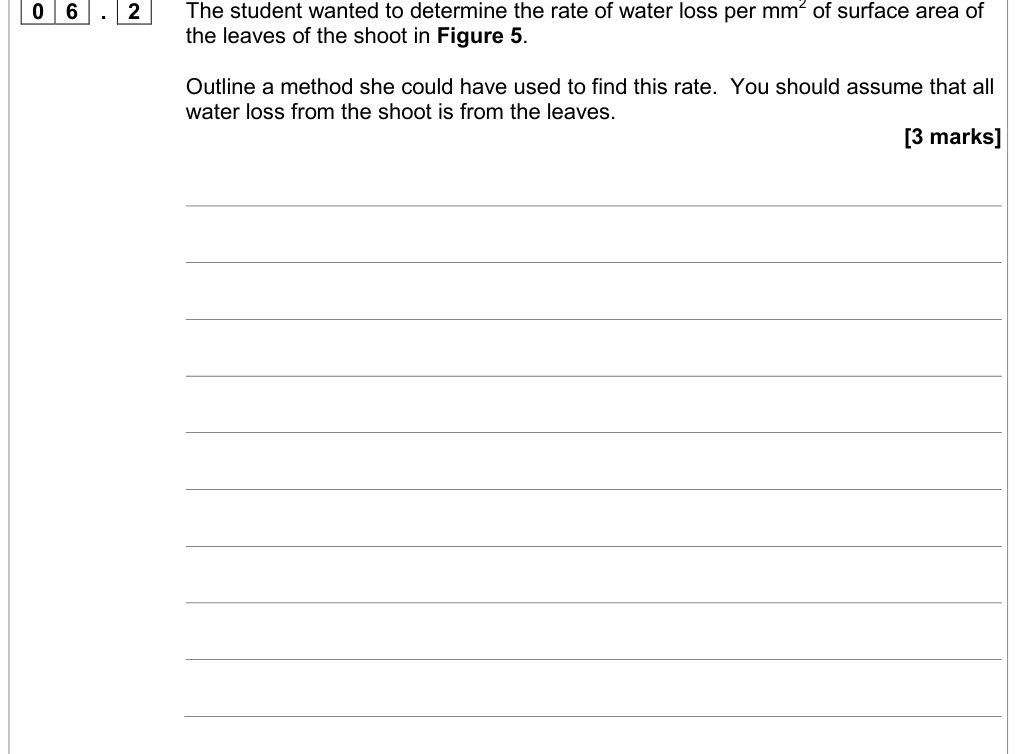 0 6 . 2 The student wanted to determine the rate of water loss per mm² of surface area of
the leaves of the shoot in Figure 5.
Outline a method she could have used to find this rate. You should assume that all
water loss from the shoot is from the leaves.
[3 marks]